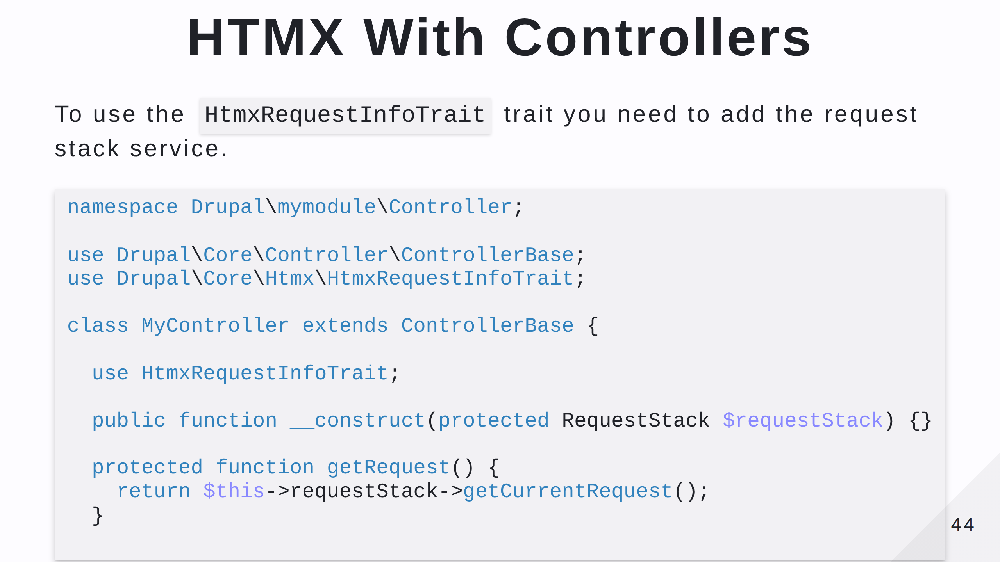 HTMX With Controllers
To use the HtmxRequestInfoTrait trait you need to add the request
stack service.
namespace Drupal\mymodule\Controller;
use Drupal\Core\Controller\ControllerBase;
use Drupal\Core\Htmx\HtmxRequestInfoTrait;
class MyController extends ControllerBase {
  use HtmxRequestInfoTrait;
  public function __construct(protected RequestStack $requestStack) {}
  protected function getRequest() {
    return $this->requestStack->getCurrentRequest();
  }
44